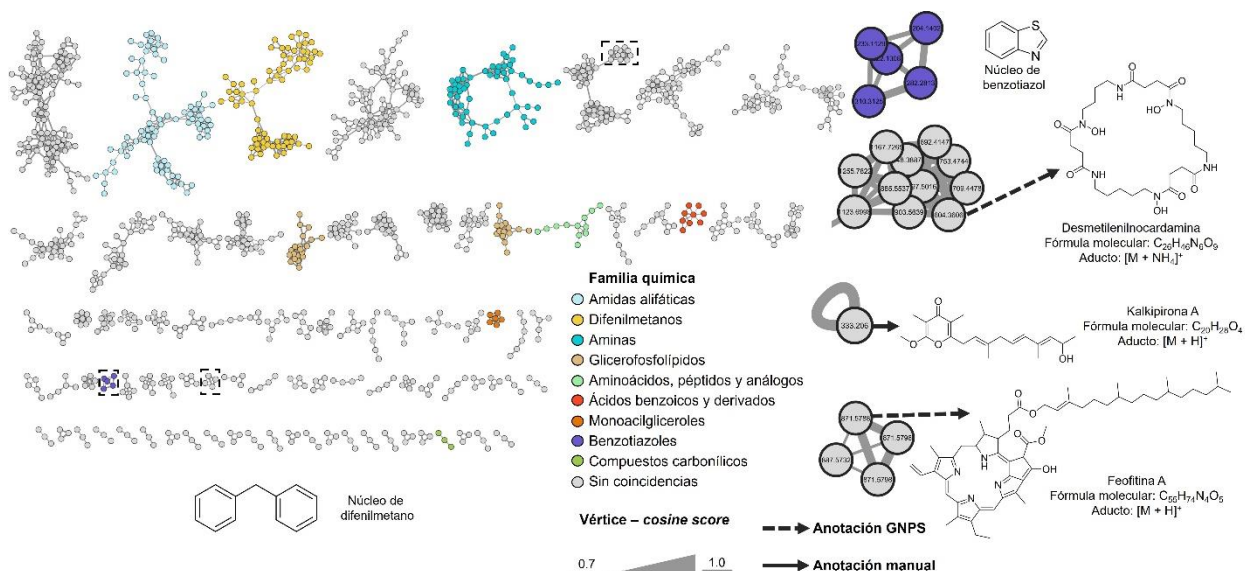 Núcleo de
benzotiazol
Desmetilenilnocardamina
Fórmula molecular: C₂₆H₄₆N₆O₉
Aducto: [M + NH₄]⁺
Familia química
Amidas alifáticas
Difenilmetanos
Aminas
Glicerofosfolípidos
Aminoácidos, péptidos y análogos
Ácidos benzoicos y derivados
Monoacilgliceroles
Benzotiazoles
Compuestos carbonílicos
Sin coincidencias
Vértice – cosine score
0.7
1.0
Anotación GNPS
Anotación manual
Núcleo de
difenilmetano
333.206
Kalkipirona A
Fórmula molecular: C₂₀H₂₈O₄
Aducto: [M + H]⁺
871.5788
871.5798
887.5732
871.5798
Feofitina A
Fórmula molecular: C₅₅H₇₄N₄O₅
Aducto: [M + H]⁺